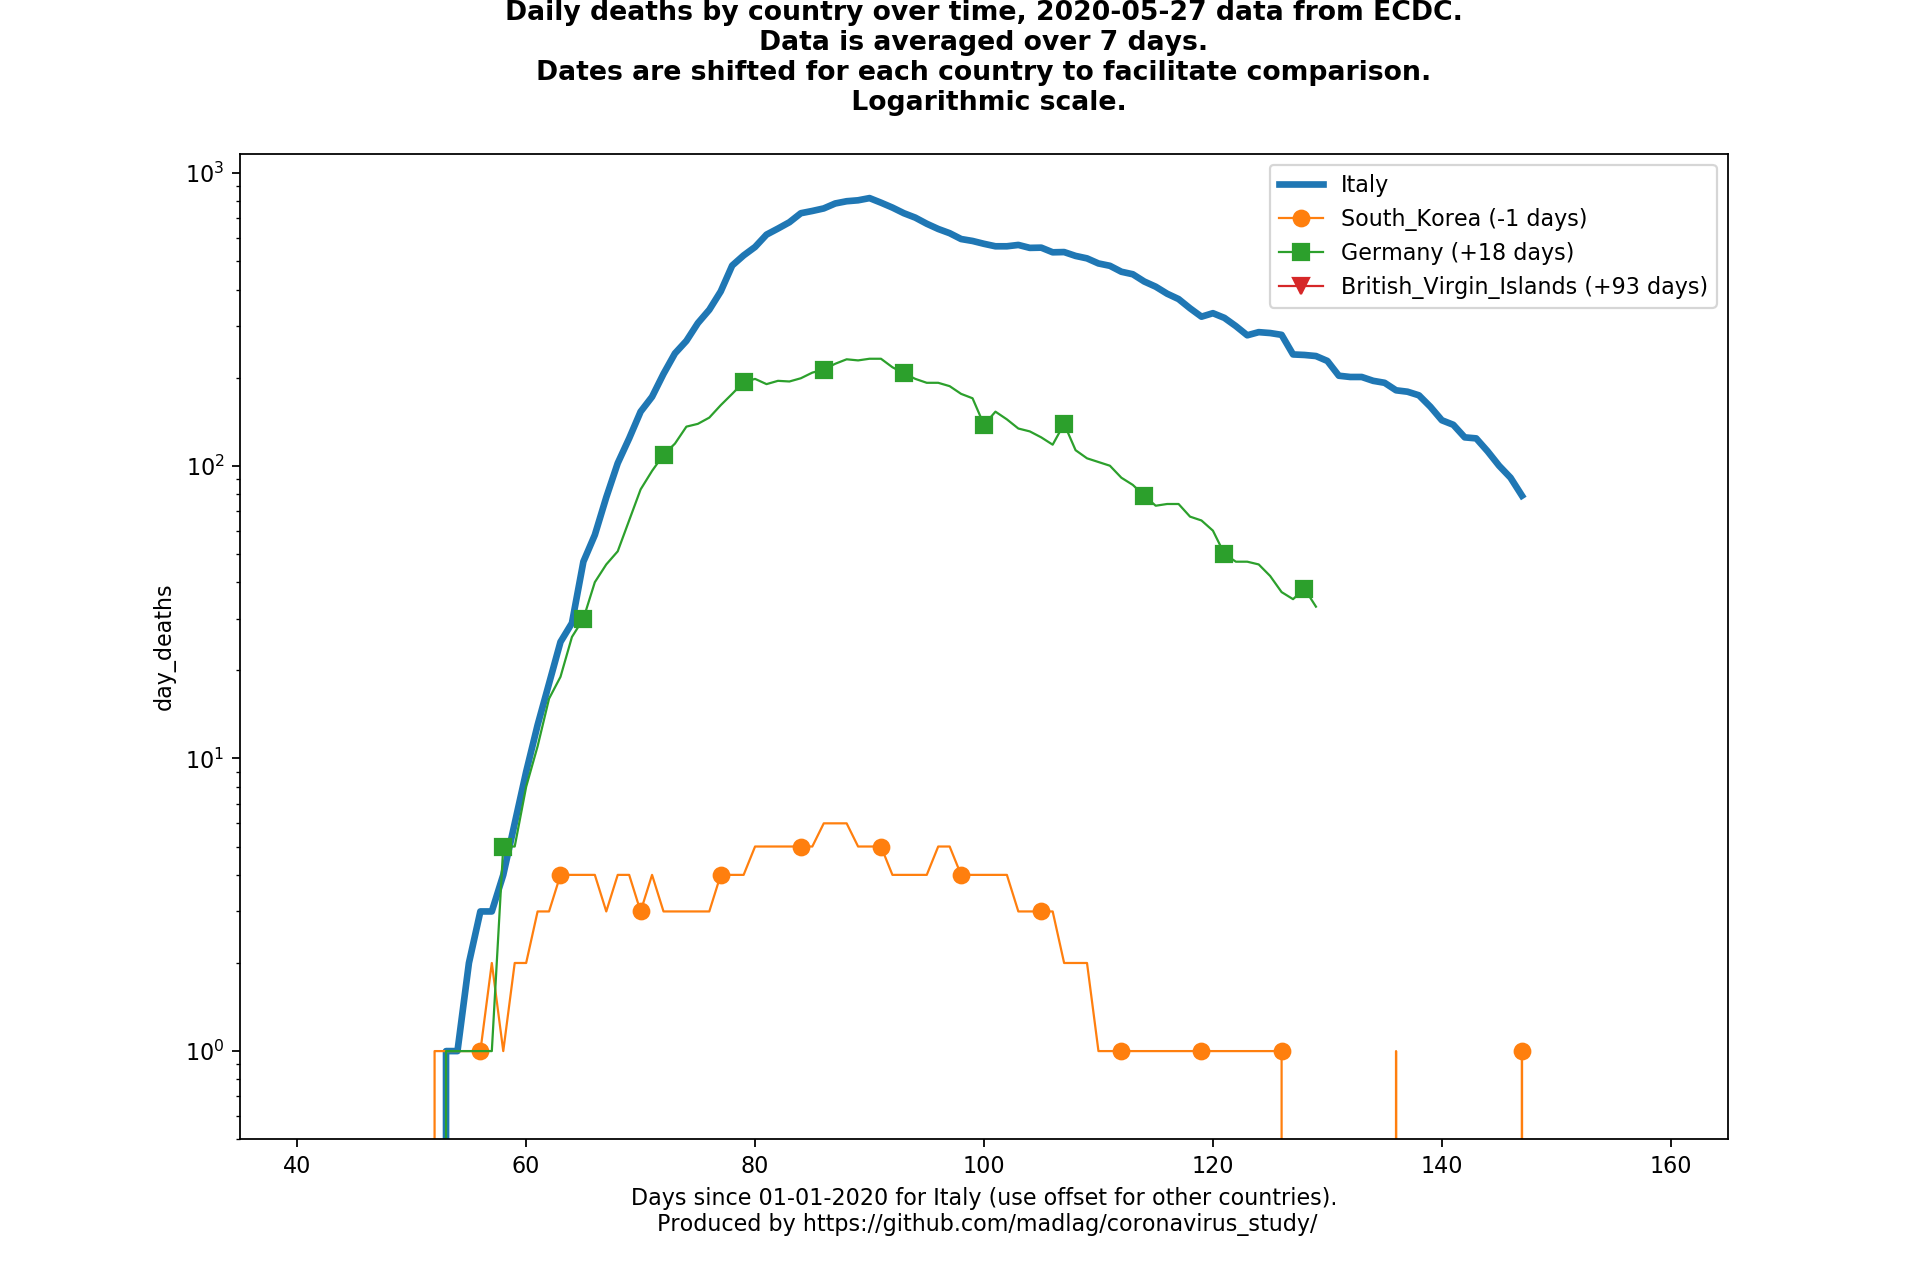 Daily deaths by country over time, 2020-05-27 data from ECDC.
Data is averaged over 7 days.
Dates are shifted for each country to facilitate comparison.
Logarithmic scale.
10³
10²
10¹
10⁰
day_deaths
Italy
South_Korea (-1 days)
Germany (+18 days)
British_Virgin_Islands (+93 days)
40 60 80 100 120 140 160
Days since 01-01-2020 for Italy (use offset for other countries).
Produced by https://github.com/madlag/coronavirus_study/